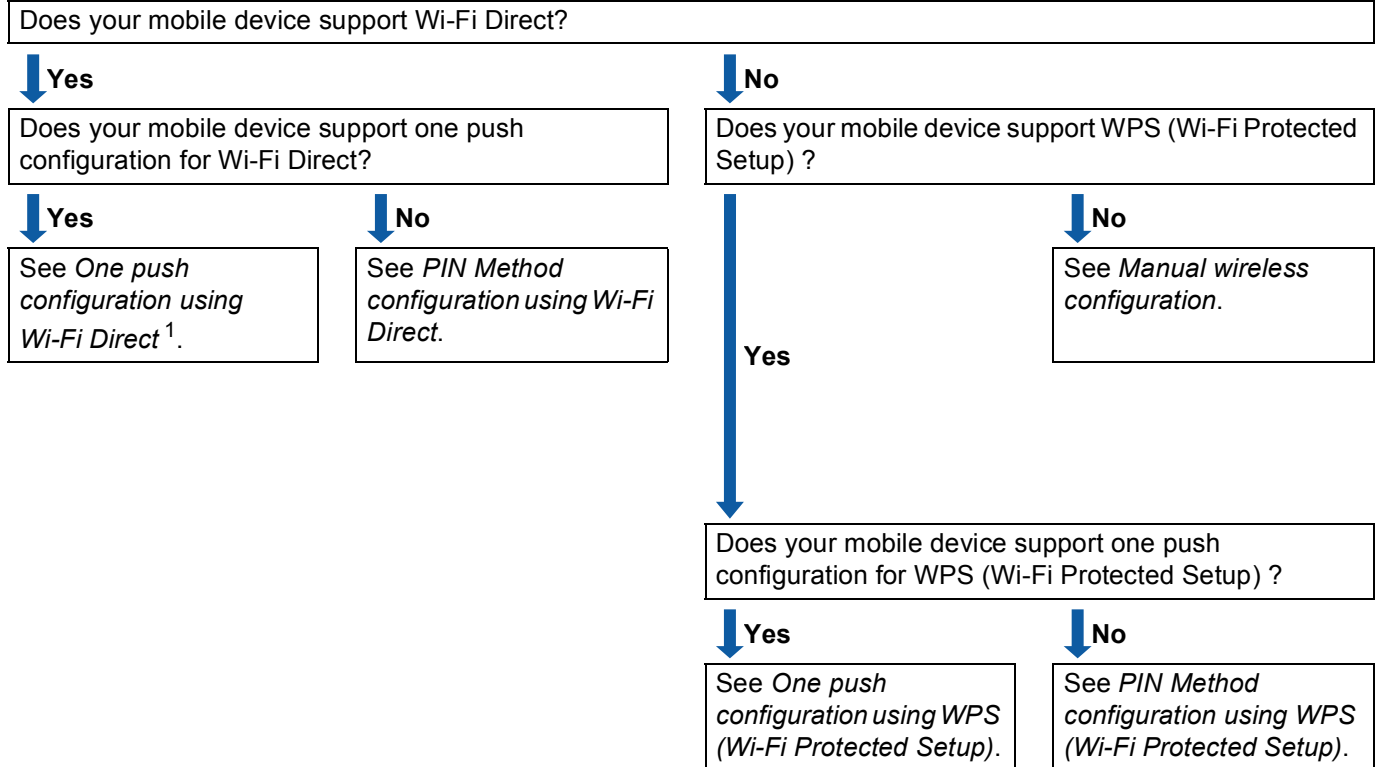 Does your mobile device support Wi-Fi Direct?
Yes
No
Does your mobile device support one push
configuration for Wi-Fi Direct?
Does your mobile device support WPS (Wi-Fi Protected
Setup) ?
Yes
No
No
See One push
configuration using
Wi-Fi Direct 1.
See PIN Method
configuration using Wi-Fi
Direct.
See Manual wireless
configuration.
Yes
Does your mobile device support one push
configuration for WPS (Wi-Fi Protected Setup) ?
Yes
No
See One push
configuration using WPS
(Wi-Fi Protected Setup).
See PIN Method
configuration using WPS
(Wi-Fi Protected Setup).